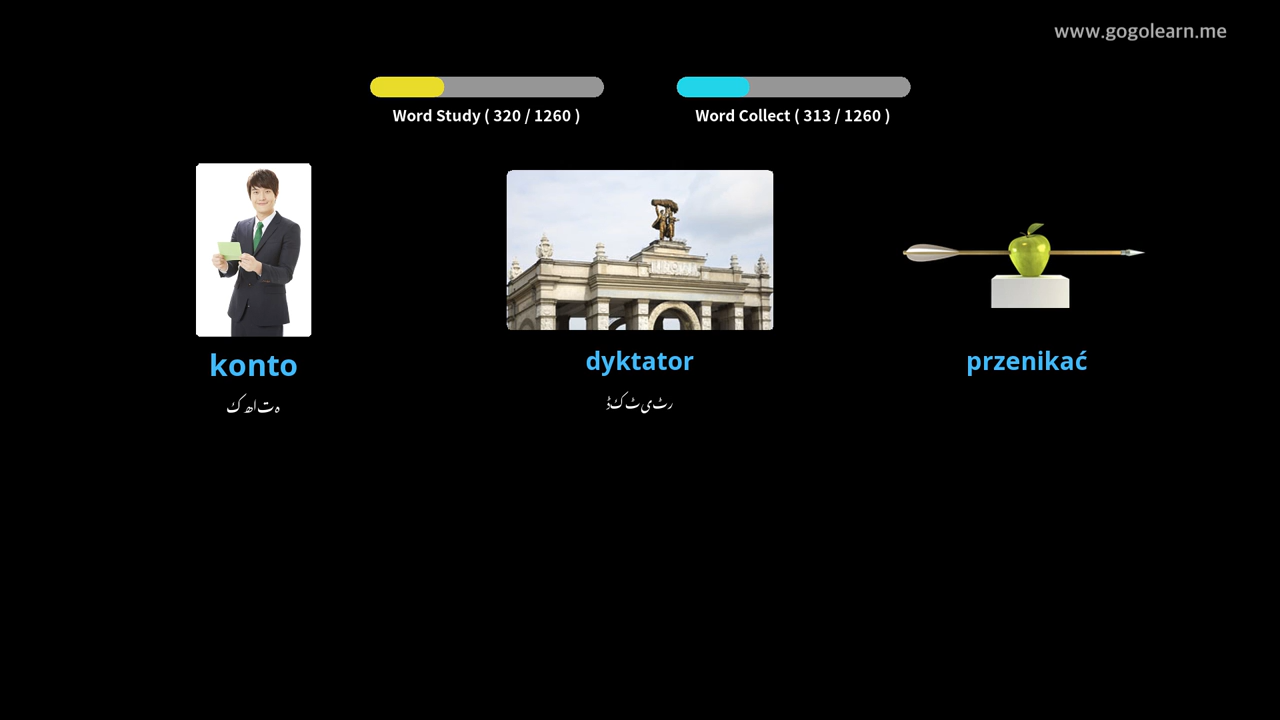 www.gogolearn.me
Word Study ( 320 / 1260 )
Word Collect ( 313 / 1260 )
konto
dyktator
przenikać
کھاتہ
ڈکٹیٹر